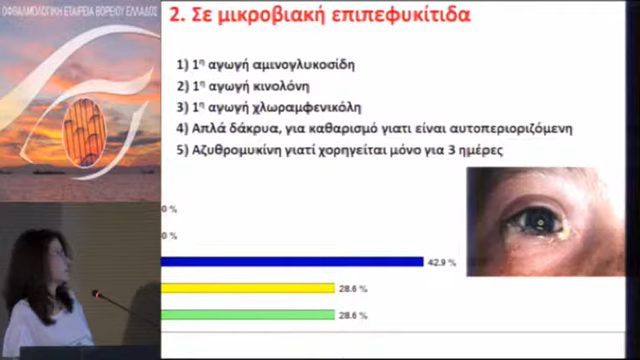 ΟΦΘΑΛΜΟΛΟΓΙΚΗ ΕΤΑΙΡΕΙΑ ΒΟΡΕΙΟΥ ΕΛΛΑΔΟΣ
2. Σε μικροβιακή επιπεφυκίτιδα
1) 1η αγωγή αμινογλυκοσίδη
2) 1η αγωγή κινολόνη
3) 1η αγωγή χλωραμφενικόλη
4) Απλά δάκρυα, για καθαρισμό γιατι είναι αυτοπεριοριζόμενη
5) Αζυθρομυκίνη γιατί χορηγείται μόνο για 3 ημέρες
0 %
0 %
42.9 %
28.6 %
28.6 %